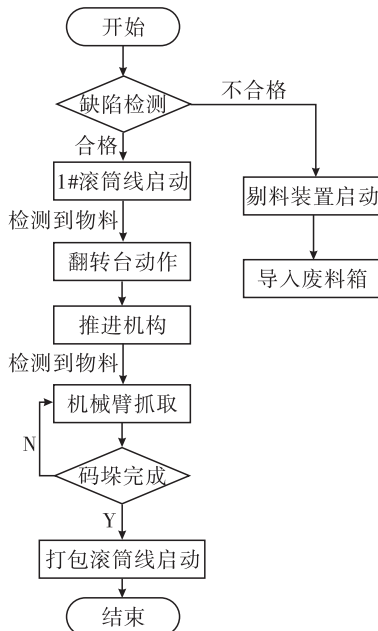 开始
缺陷检测
不合格
合格
1#滚筒线启动
剔料装置启动
检测到物料
翻转台动作
导入废料箱
推进机构
检测到物料
机械臂抓取
N
码垛完成
Y
打包滚筒线启动
结束